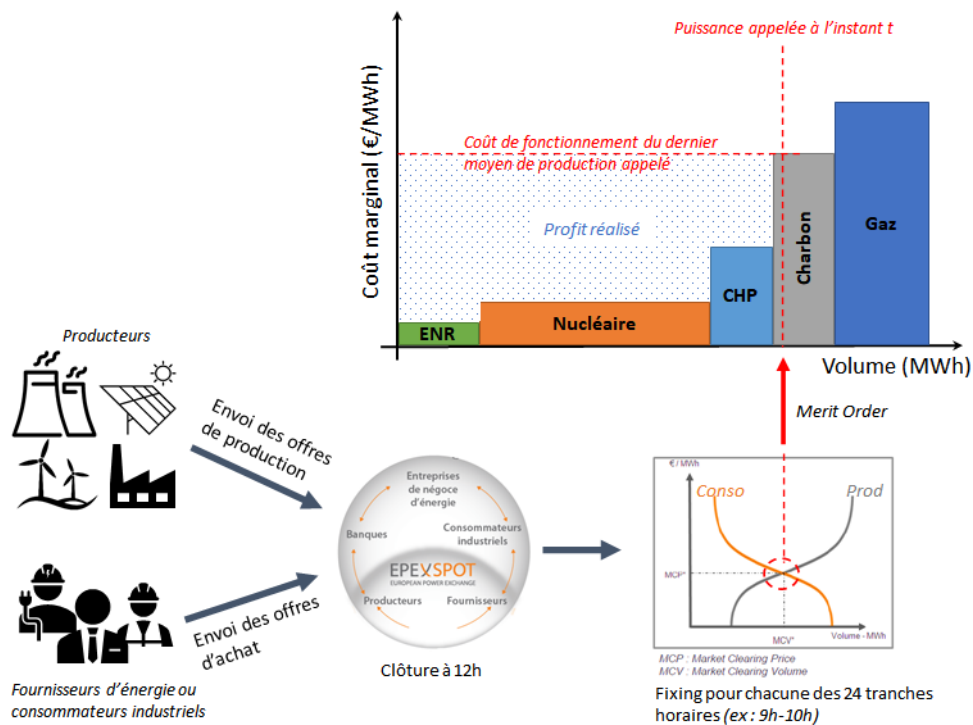 Puissance appelée à l'instant t
Coût marginal (€/MWh)
Coût de fonctionnement du dernier
moyen de production appelé
Profit réalisé
ENR
Nucléaire
CHP
Charbon
Gaz
Volume (MWh)
Merit Order
Producteurs
Envoi des offres
de production
Fournisseurs d'énergie ou
consommateurs industriels
Envoi des offres
d'achat
Entreprises
de négoce
d'énergie
Banques
Consommateurs
industriels
EPEXSPOT
EUROPEAN POWER EXCHANGE
Producteurs
Fournisseurs
Clôture à 12h
€ / MWh
Conso
Prod
MCP*
MCV*
Volume - MWh
MCP : Market Clearing Price
MCV : Market Clearing Volume
Fixing pour chacune des 24 tranches
horaires (ex : 9h-10h)